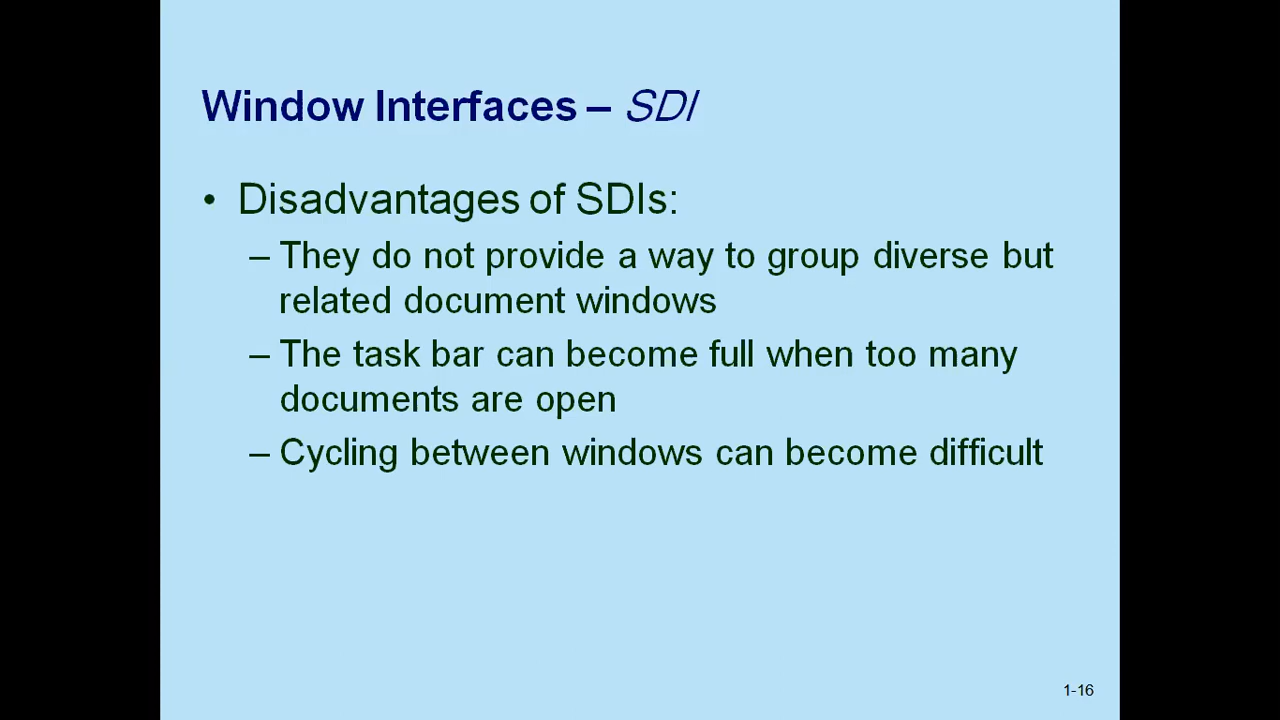 Window Interfaces – SDI
• Disadvantages of SDIs:
– They do not provide a way to group diverse but
related document windows
– The task bar can become full when too many
documents are open
– Cycling between windows can become difficult
1-16